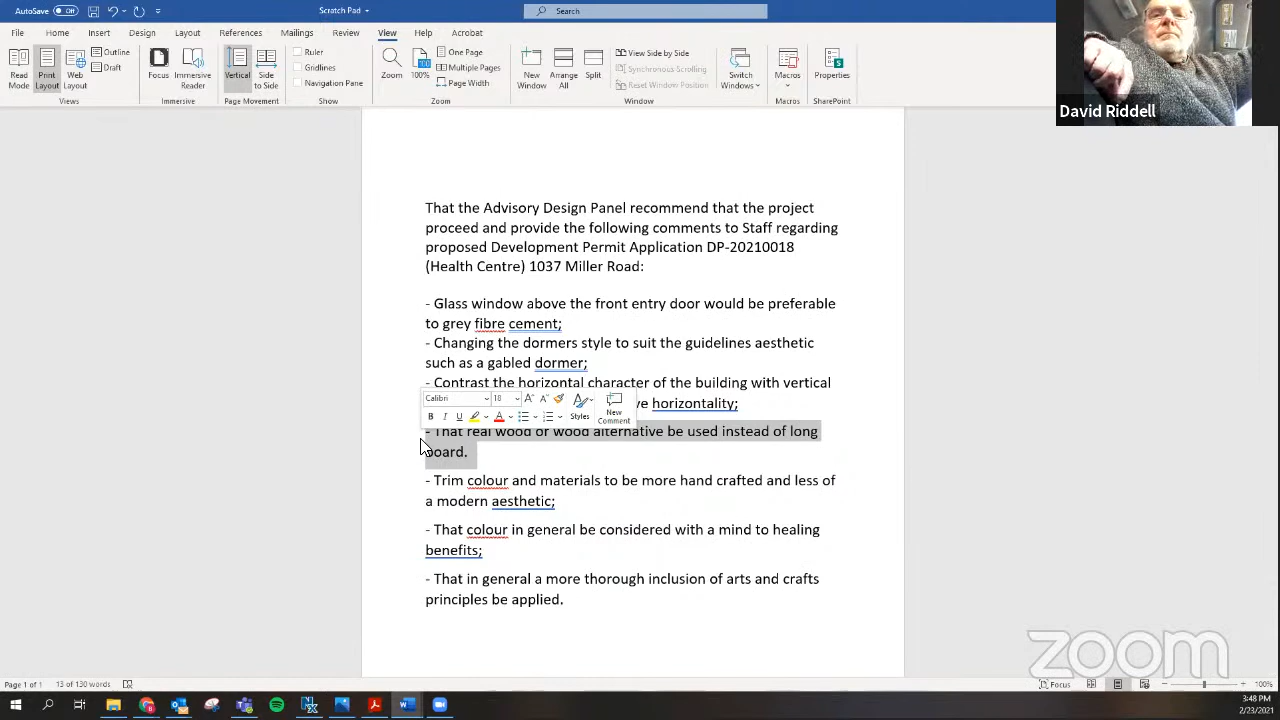 AutoSave Off Scratch Pad Search
File Home Insert Design Layout References Mailings Review View Help Acrobat
Read Mode Print Layout Web Layout Outline Draft Focus Immersive Reader Vertical Side to Side Ruler Gridlines Navigation Pane Zoom 100% One Page Multiple Pages Page Width New Window Arrange All Split View Side by Side Synchronous Scrolling Reset Window Position Switch Windows Macros Properties
Views Immersive Page Movement Show Zoom Window Macros SharePoint
David Riddell
That the Advisory Design Panel recommend that the project
proceed and provide the following comments to Staff regarding
proposed Development Permit Application DP-20210018
(Health Centre) 1037 Miller Road:
- Glass window above the front entry door would be preferable
to grey fibre cement;
- Changing the dormers style to suit the guidelines aesthetic
such as a gabled dormer;
- Contrast the horizontal character of the building with vertical
ve horizontality;
Calibri 18
B I U Styles New Comment
- That real wood or wood alternative be used instead of long
board.
- Trim colour and materials to be more hand crafted and less of
a modern aesthetic;
- That colour in general be considered with a mind to healing
benefits;
- That in general a more thorough inclusion of arts and crafts
principles be applied.
zoom
Page 1 of 1 13 of 130 words Focus 100%
3:48 PM
2/23/2021